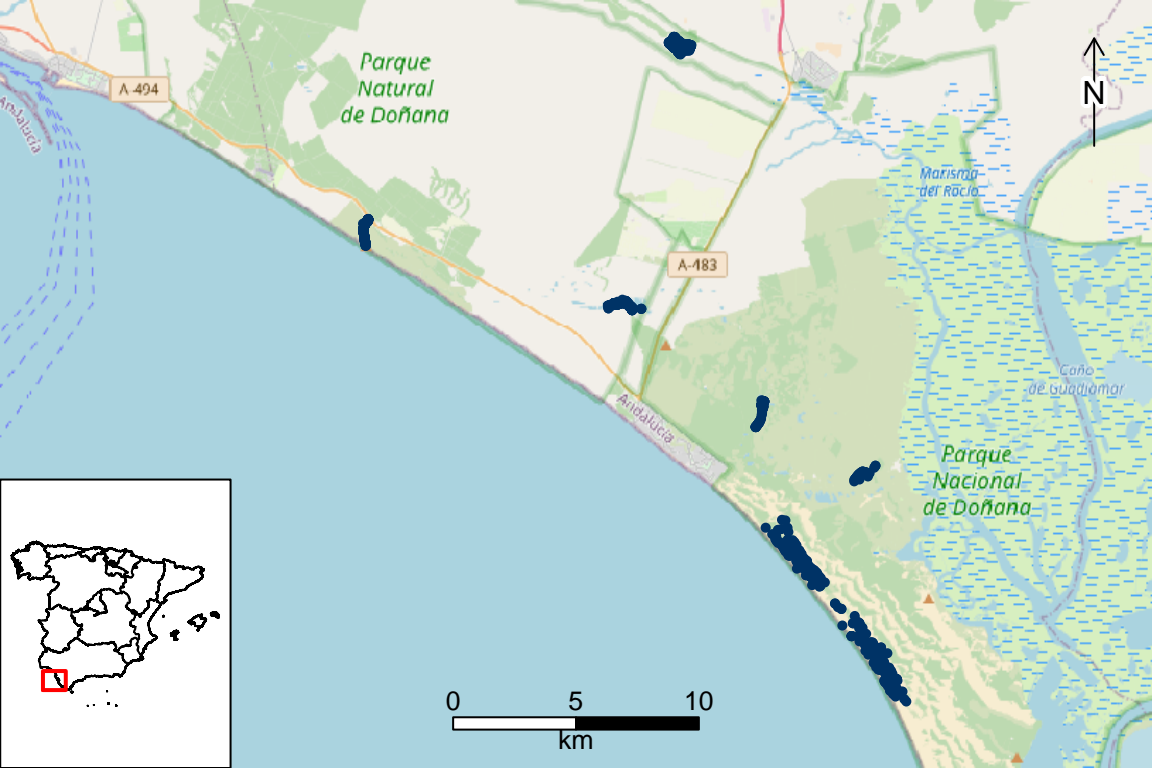 Parque
Natural
de Doñana
A-494
Andalucía
N
Marisma
del Rocío
A-483
Caño
de Guadiamar
Andalucía
Parque
Nacional
de Doñana
0 5 10
km